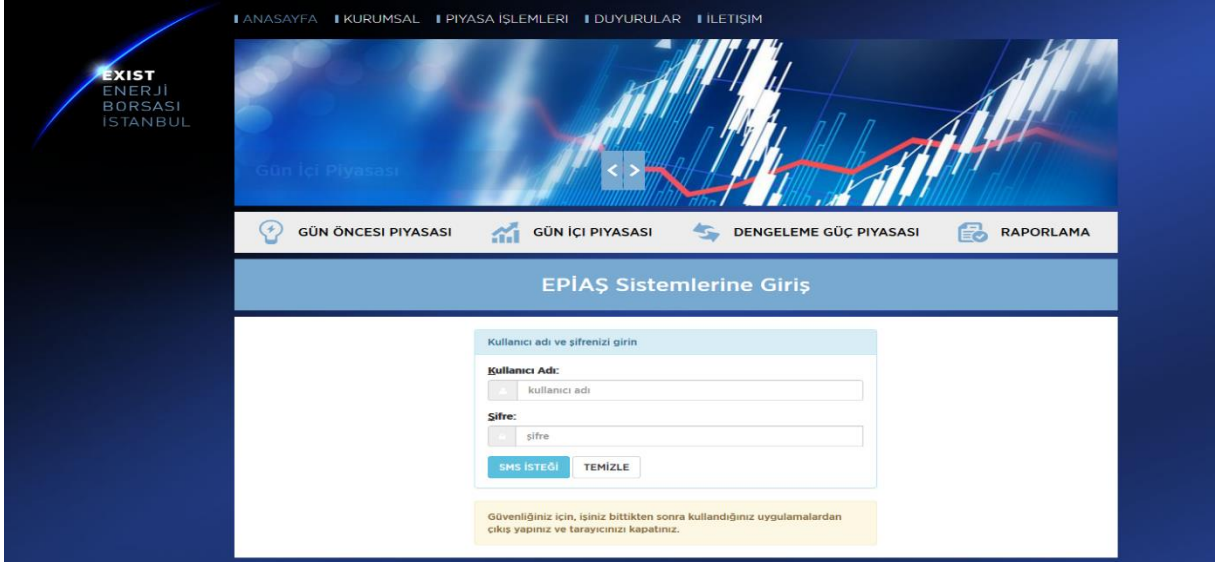 ANASAYFA KURUMSAL PIYASA İŞLEMLERI DUYURULAR İLETIŞIM
EXIST
ENERJİ
BORSASI
İSTANBUL
Gün İçi Piyasası
GÜN ÖNCESI PIYASASI GÜN İÇI PIYASASI DENGELEME GÜÇ PIYASASI RAPORLAMA
EPİAŞ Sistemlerine Giriş
Kullanıcı adı ve şifrenizi girin
Kullanıcı Adı:
kullanıcı adı
Şifre:
şifre
SMS İSTEĞİ TEMİZLE
Güvenliğiniz için, işiniz bittikten sonra kullandığınız uygulamalardan
çıkış yapınız ve tarayıcınızı kapatınız.